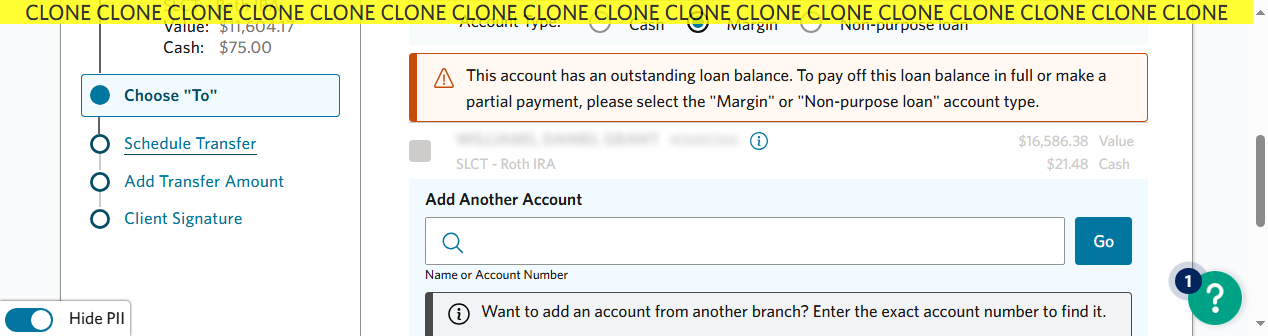 CLONE CLONE CLONE CLONE CLONE CLONE CLONE CLONE CLONE CLONE CLONE CLONE CLONE CLONE CLONE CLONE CLONE
Value: $11,604.17
Cash: $75.00
Choose "To"
Schedule Transfer
Add Transfer Amount
Client Signature
Hide PII
Account Type: Cash Margin Non-purpose loan
This account has an outstanding loan balance. To pay off this loan balance in full or make a
partial payment, please select the "Margin" or "Non-purpose loan" account type.
$16,586.38 Value
SLCT - Roth IRA $21.48 Cash
Add Another Account
Go
Name or Account Number
Want to add an account from another branch? Enter the exact account number to find it.
1
?